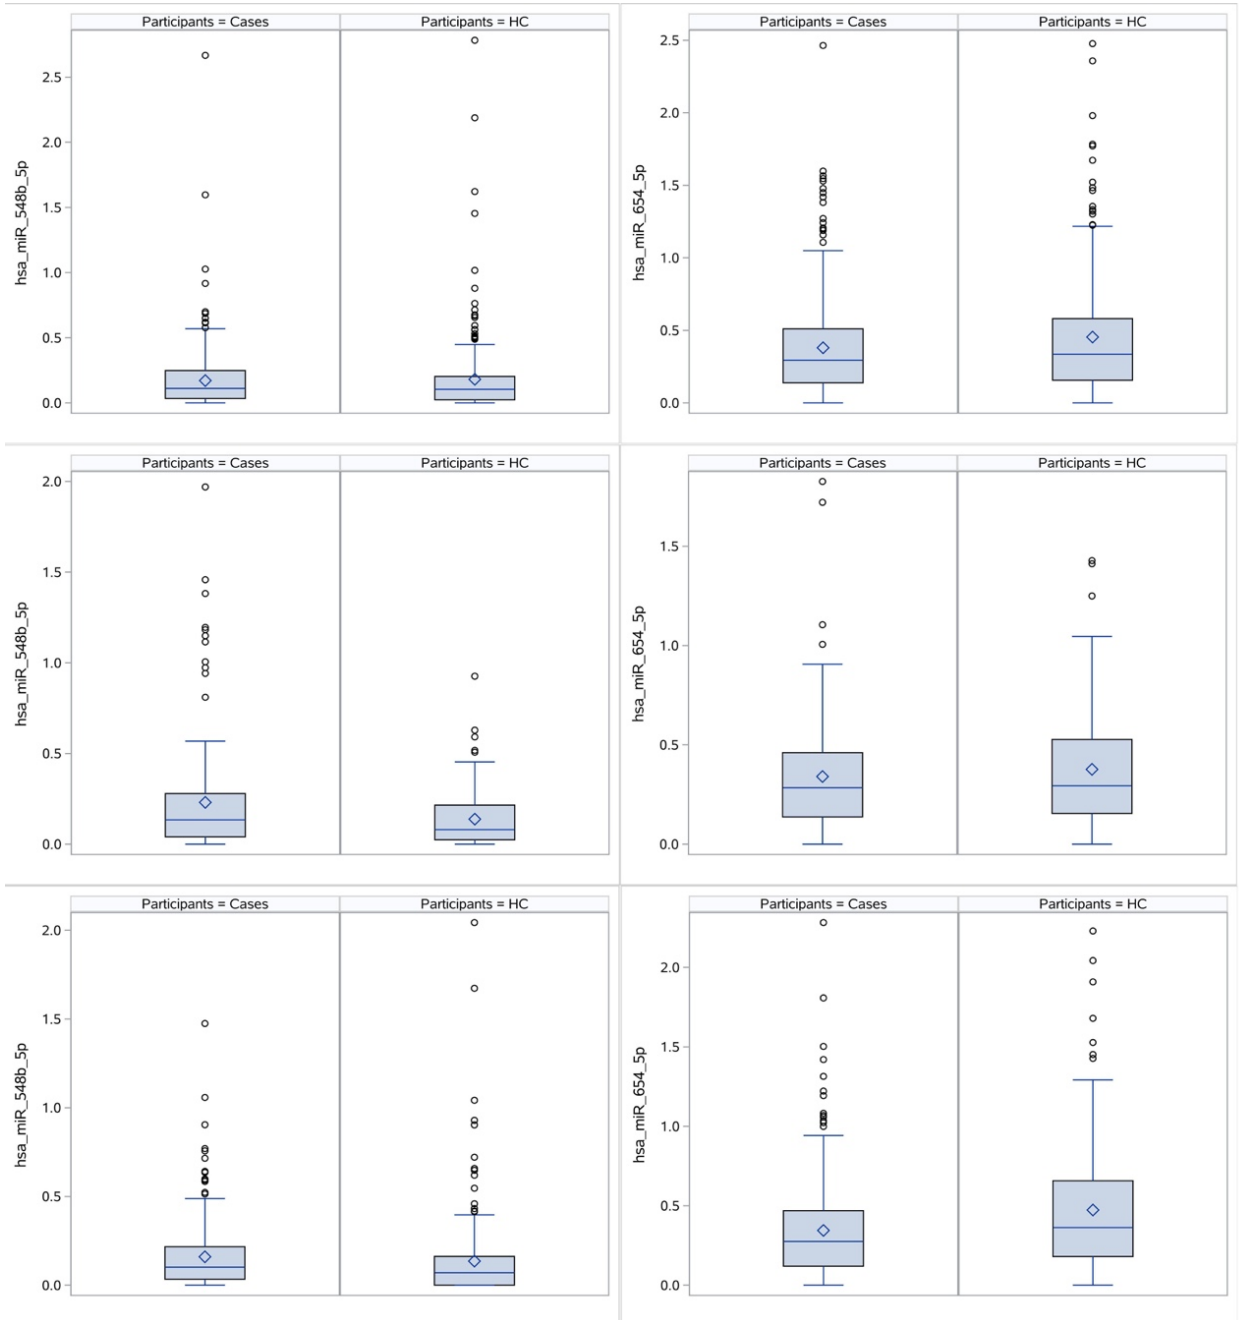 Participants = Cases
Participants = HC
2.5
2.0
1.5
1.0
0.5
0.0
hsa_miR_548b_5p
Participants = Cases
Participants = HC
2.5
2.0
1.5
1.0
0.5
0.0
hsa_miR_654_5p
Participants = Cases
Participants = HC
2.0
1.5
1.0
0.5
0.0
hsa_miR_548b_5p
Participants = Cases
Participants = HC
1.5
1.0
0.5
0.0
hsa_miR_654_5p
Participants = Cases
Participants = HC
2.0
1.5
1.0
0.5
0.0
hsa_miR_548b_5p
Participants = Cases
Participants = HC
2.0
1.5
1.0
0.5
0.0
hsa_miR_654_5p